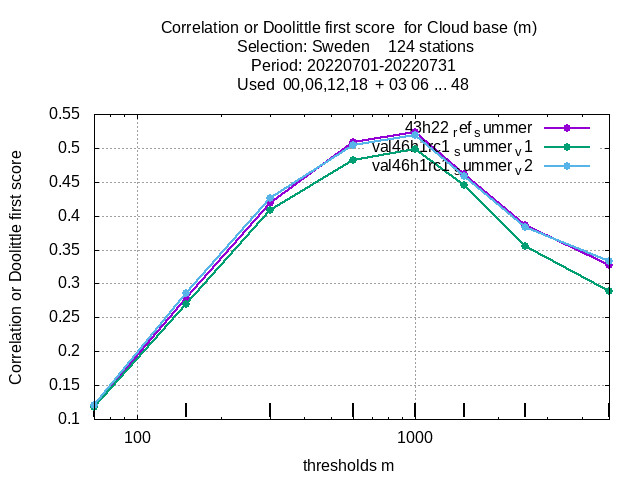 Correlation or Doolittle first score  for Cloud base (m)
Selection: Sweden    124 stations
Period: 20220701-20220731
Used  00,06,12,18  + 03 06 ... 48
0.55
0.5
0.45
0.4
0.35
0.3
0.25
0.2
0.15
0.1
Correlation or Doolittle first score
43h22 ref summer
val46h1rc1 summer v1
val46h1rc1 summer v2
100
1000
thresholds m